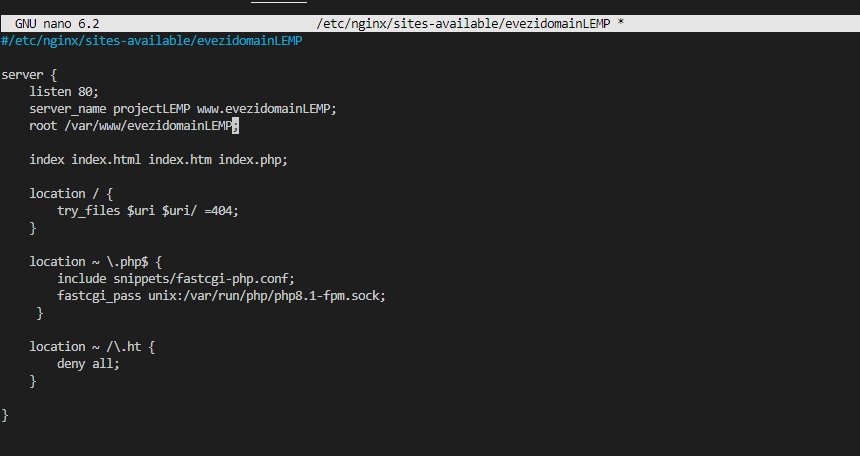 GNU nano 6.2 /etc/nginx/sites-available/evezidomainLEMP *
#/etc/nginx/sites-available/evezidomainLEMP
server {
    listen 80;
    server_name projectLEMP www.evezidomainLEMP;
    root /var/www/evezidomainLEMP;
    index index.html index.htm index.php;
    location / {
        try_files $uri $uri/ =404;
    }
    location ~ \.php$ {
        include snippets/fastcgi-php.conf;
        fastcgi_pass unix:/var/run/php/php8.1-fpm.sock;
     }
    location ~ /\.ht {
        deny all;
    }
}